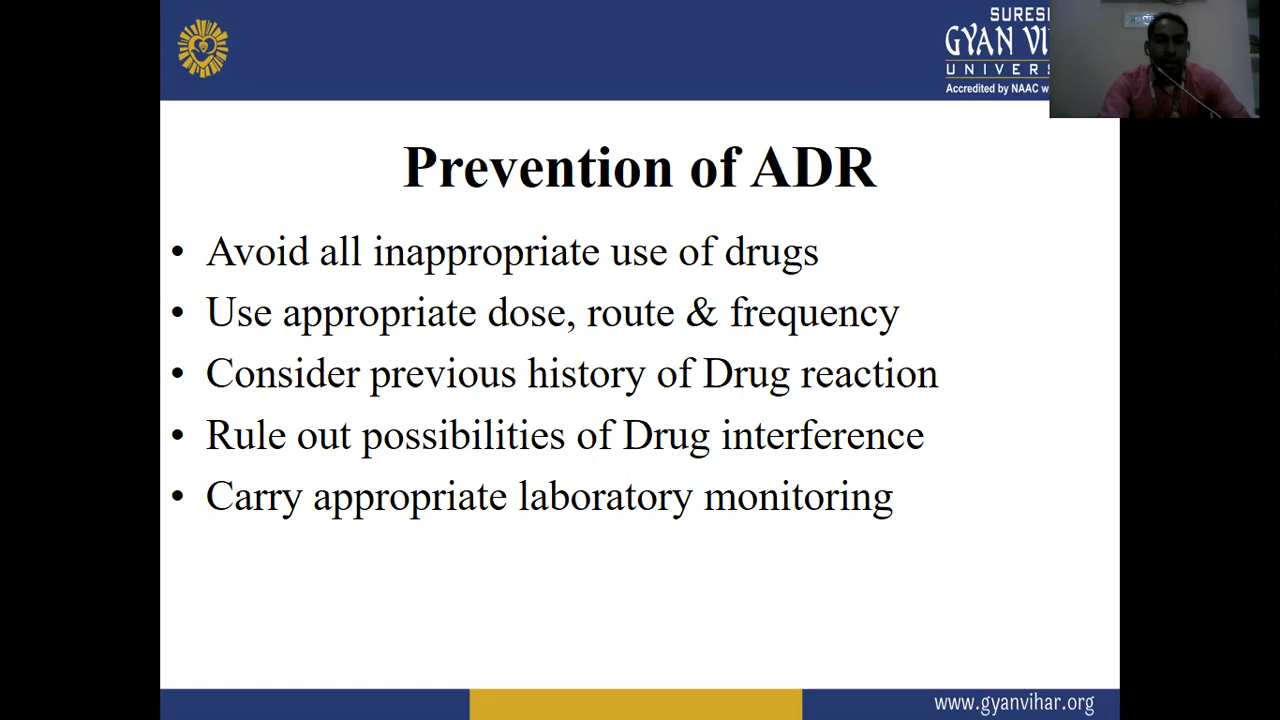 SURES
GYAN VI
UNIVERS
Accredited by NAAC w
Prevention of ADR
• Avoid all inappropriate use of drugs
• Use appropriate dose, route & frequency
• Consider previous history of Drug reaction
• Rule out possibilities of Drug interference
• Carry appropriate laboratory monitoring
www.gyanvihar.org